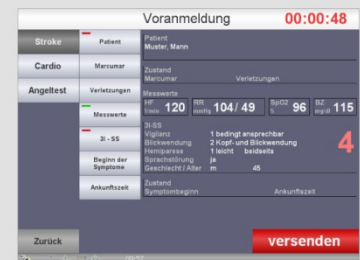 Voranmeldung 00:00:48
Stroke
Cardio
Angeltest
Zurück
Patient
Marcumar
Verletzungen
Messwerte
3I - SS
Beginn der
Symptome
Ankunftszeit
Patient
Muster, Mann
Zustand
Marcumar Verletzungen
Messwerte
HF 120 RR 104/ 49 SpO2 % 96 BZ mg/dl 115
3I-SS
Vigilanz 1 bedingt ansprechbar
Blickwendung 2 Kopf- und Blickwendung
Hemiparese 1 leicht beidseits
Sprachstörung ja
Geschlecht / Alter m 45
4
Zustand
Symptombeginn Ankunftszeit
versenden